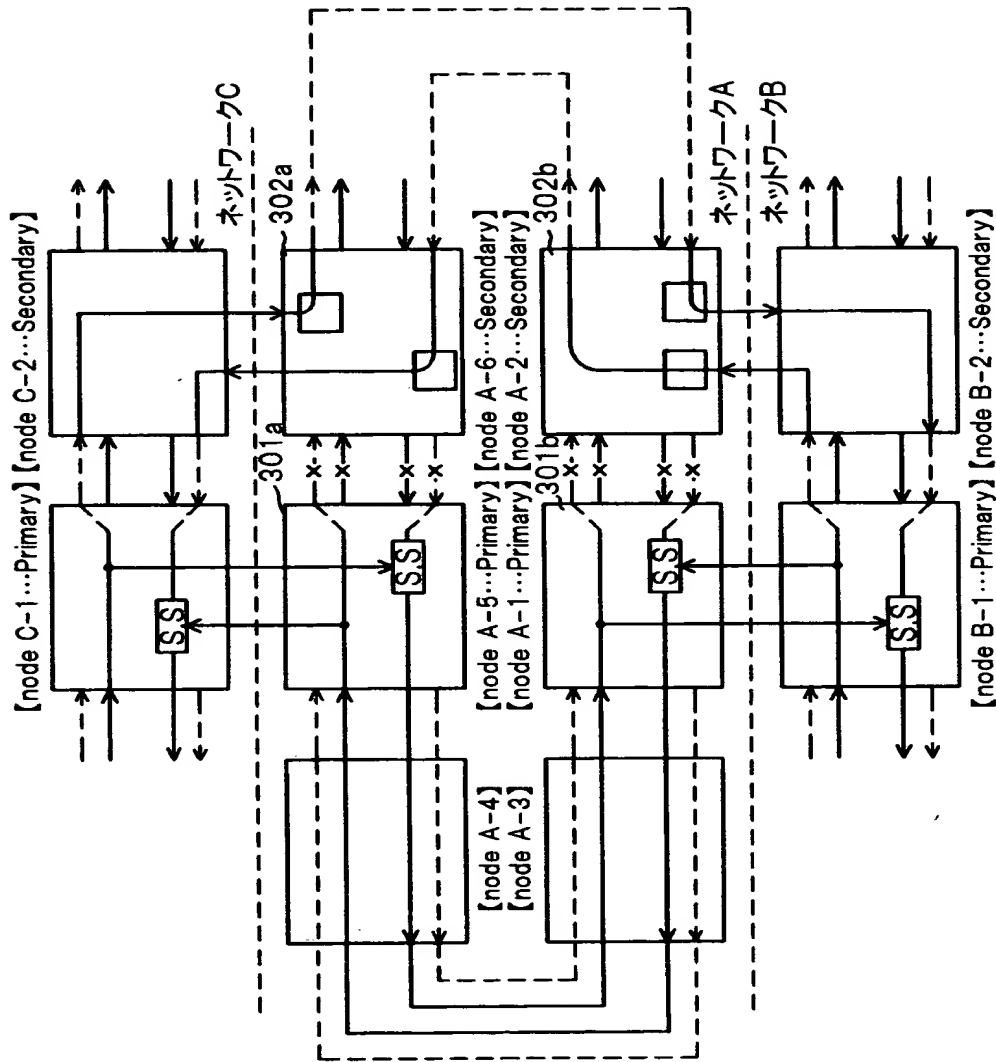 【node C-1…Primary】【node C-2…Secondary】
ネットワークC
S.S
301a
302a
S.S
【node A-4】
【node A-3】
【node A-5…Primary】【node A-6…Secondary】
【node A-1…Primary】【node A-2…Secondary】
301b
302b
S.S
ネットワークA
ネットワークB
S.S
【node B-1…Primary】
【node B-2…Secondary】